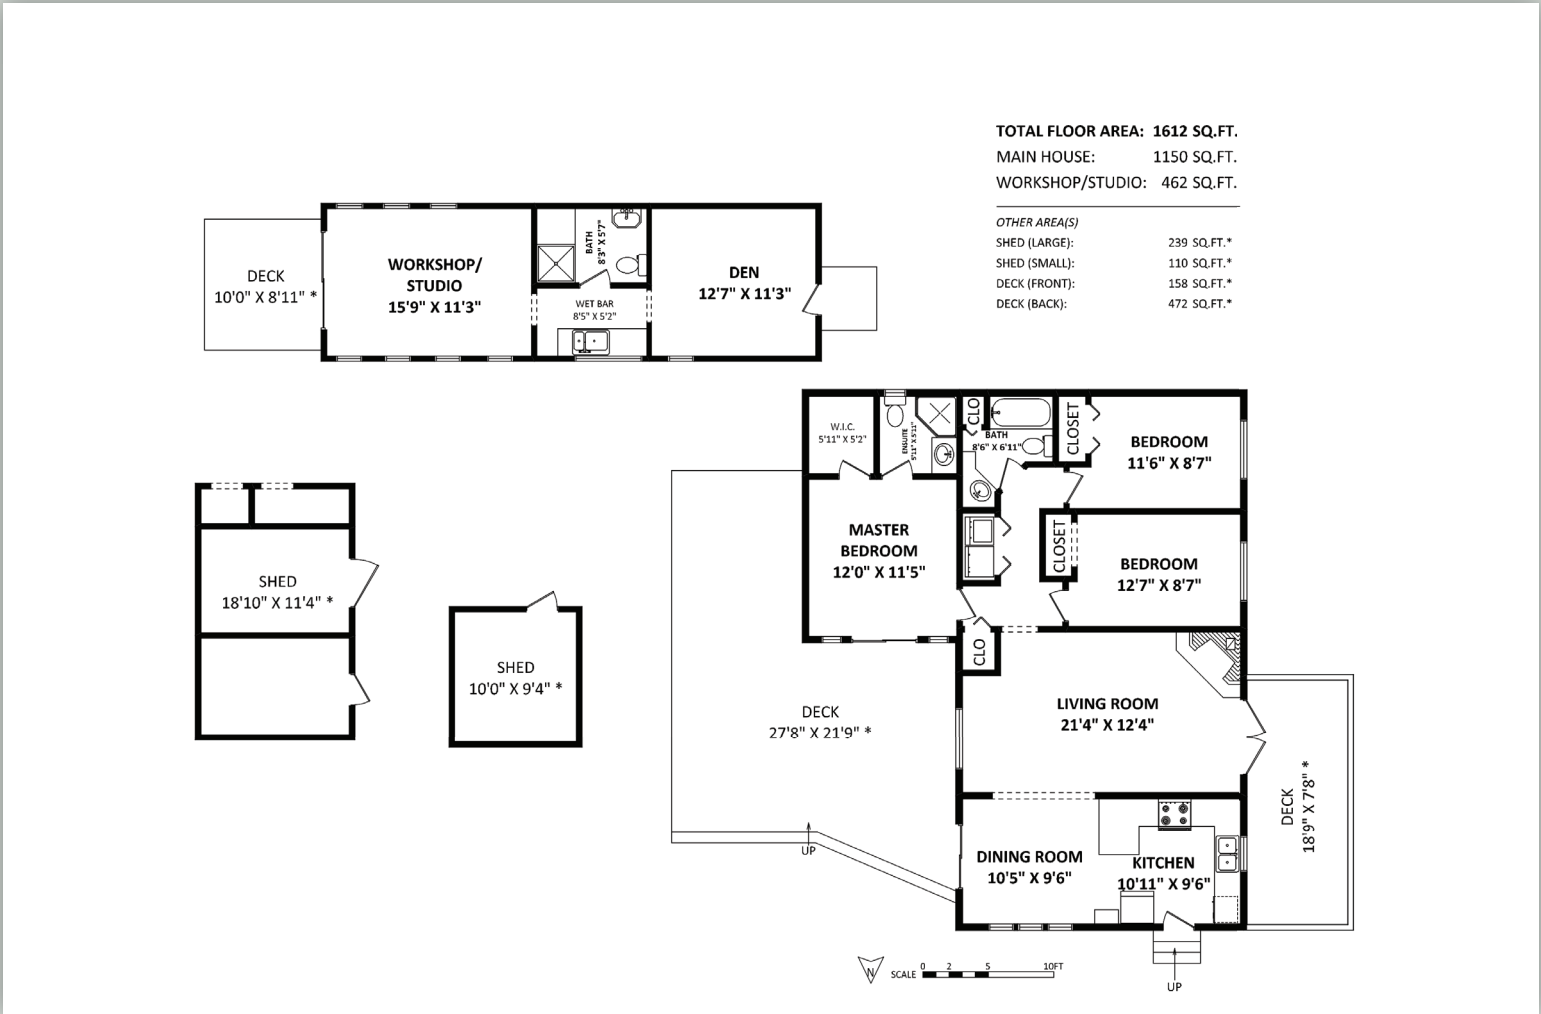 TOTAL FLOOR AREA: 1612 SQ.FT.
MAIN HOUSE: 1150 SQ.FT.
WORKSHOP/STUDIO: 462 SQ.FT.
OTHER AREA(S)
SHED (LARGE): 239 SQ.FT.*
SHED (SMALL): 110 SQ.FT.*
DECK (FRONT): 158 SQ.FT.*
DECK (BACK): 472 SQ.FT.*
DECK
10'0" X 8'11" *
WORKSHOP/
STUDIO
15'9" X 11'3"
BATH
8'3" X 5'7"
WET BAR
8'5" X 5'2"
DEN
12'7" X 11'3"
W.I.C.
5'11" X 5'2"
ENSUITE
5'11" X 5'11"
CLO
BATH
8'6" X 6'11"
CLOSET
BEDROOM
11'6" X 8'7"
MASTER
BEDROOM
12'0" X 11'5"
CLOSET
BEDROOM
12'7" X 8'7"
SHED
18'10" X 11'4" *
SHED
10'0" X 9'4" *
CLO
LIVING ROOM
21'4" X 12'4"
DECK
27'8" X 21'9" *
DECK
18'9" X 7'8" *
UP
DINING ROOM
10'5" X 9'6"
KITCHEN
10'11" X 9'6"
N
SCALE
0 2 5 10FT
UP